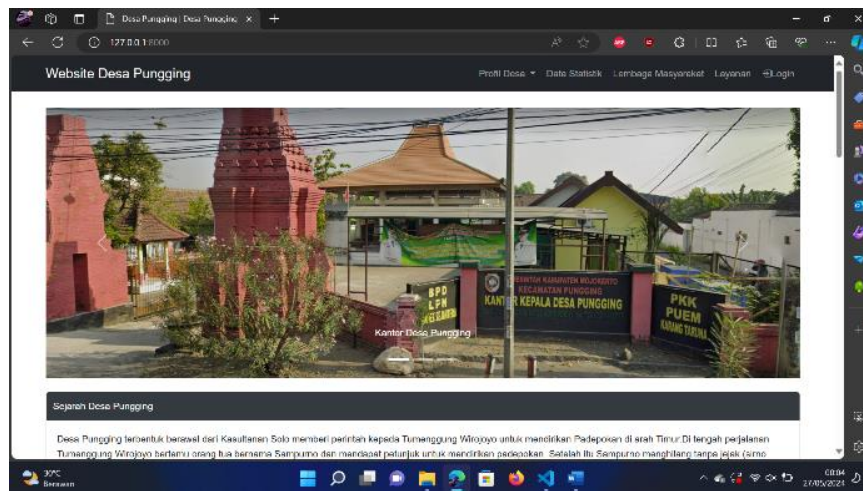 Desa Pungging | Desa Pungging
127.0.0.1:8000
Website Desa Pungging
Profil Desa
Data Statistik
Lembaga Masyarakat
Layanan
Login
BPD
LPM
PEMERINTAH KABUPATEN MOJOKERTO
KECAMATAN PUNGGING
KANTOR KEPALA DESA PUNGGING
PKK
PUEM
KARANG TARUNA
Kantor Desa Pungging
Sejarah Desa Pungging
Desa Pungging terbentuk berawal dari Kasultanan Solo memberi perintah kepada Tumenggung Wirojoyo untuk mendirikan Padepokan di arah Timur.Di tengah perjalanan
Tumenggung Wirojoyo bertemu orang tua bernama Sampurno dan mendapat petunjuk untuk mendirikan padepokan. Setelah itu Sampurno menghilang tanpa jejak (sirno
30°C
Berawan
08:04
27/05/2024